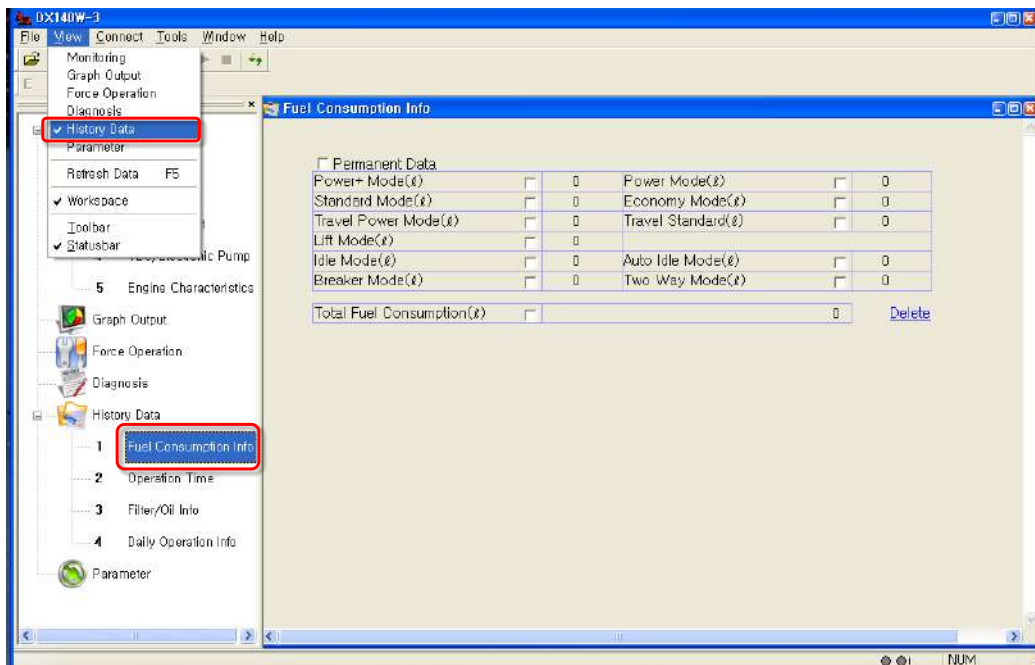 DX140W-3
File View Connect Tools Window Help
Monitoring
Graph Output
Force Operation
Diagnosis
✓ History Data
Parameter
Refresh Data F5
✓ Workspace
Toolbar
✓ Statusbar
Pump
5 Engine Characteristics
Graph Output
Force Operation
Diagnosis
History Data
1 Fuel Consumption Info
2 Operation Time
3 Filter/Oil Info
4 Daily Operation Info
Parameter
Fuel Consumption Info
Permanent Data
Power+ Mode(ℓ) 0 Power Mode(ℓ) 0
Standard Mode(ℓ) 0 Economy Mode(ℓ) 0
Travel Power Mode(ℓ) 0 Travel Standard(ℓ) 0
Lift Mode(ℓ) 0
Idle Mode(ℓ) 0 Auto Idle Mode(ℓ) 0
Breaker Mode(ℓ) 0 Two Way Mode(ℓ) 0
Total Fuel Consumption(ℓ) 0 Delete
NUM